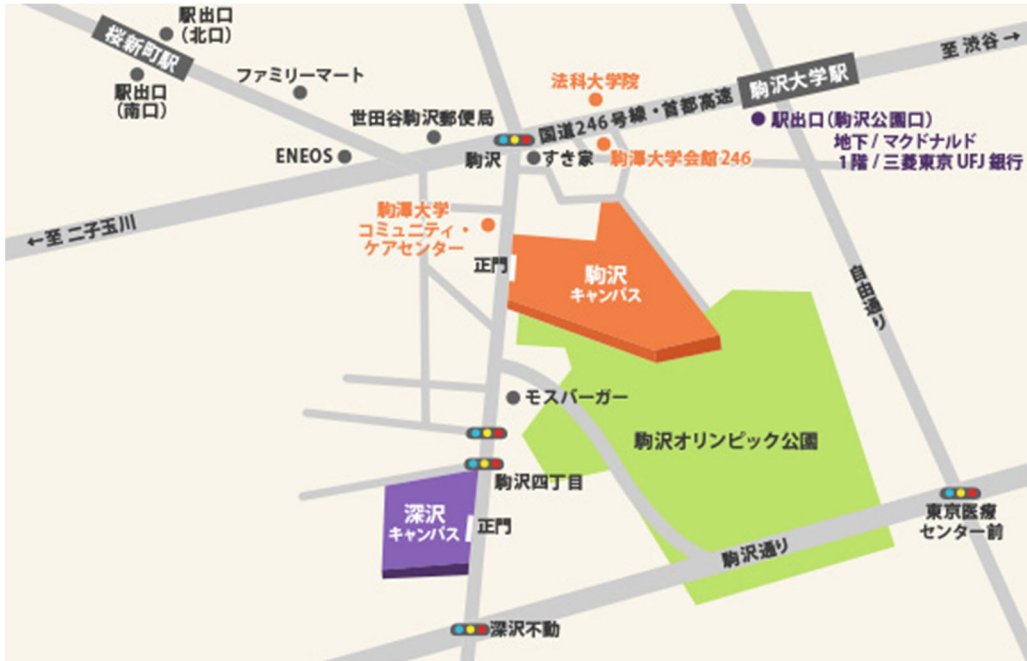 駅出口
(北口)
桜新町駅
駅出口
(南口)
ファミリーマート
世田谷駒沢郵便局
ENEOS
法科大学院
国道246号線・首都高速
駒沢大学駅
至 渋谷→
駅出口(駒沢公園口)
地下/マクドナルド
1階/三菱東京UFJ銀行
駒沢
すき家
駒澤大学会館246
←至 二子玉川
駒澤大学
コミュニティ・
ケアセンター
正門
駒沢
キャンパス
自由通り
モスバーガー
駒沢オリンピック公園
駒沢四丁目
深沢
キャンパス
正門
東京医療
センター前
駒沢通り
深沢不動